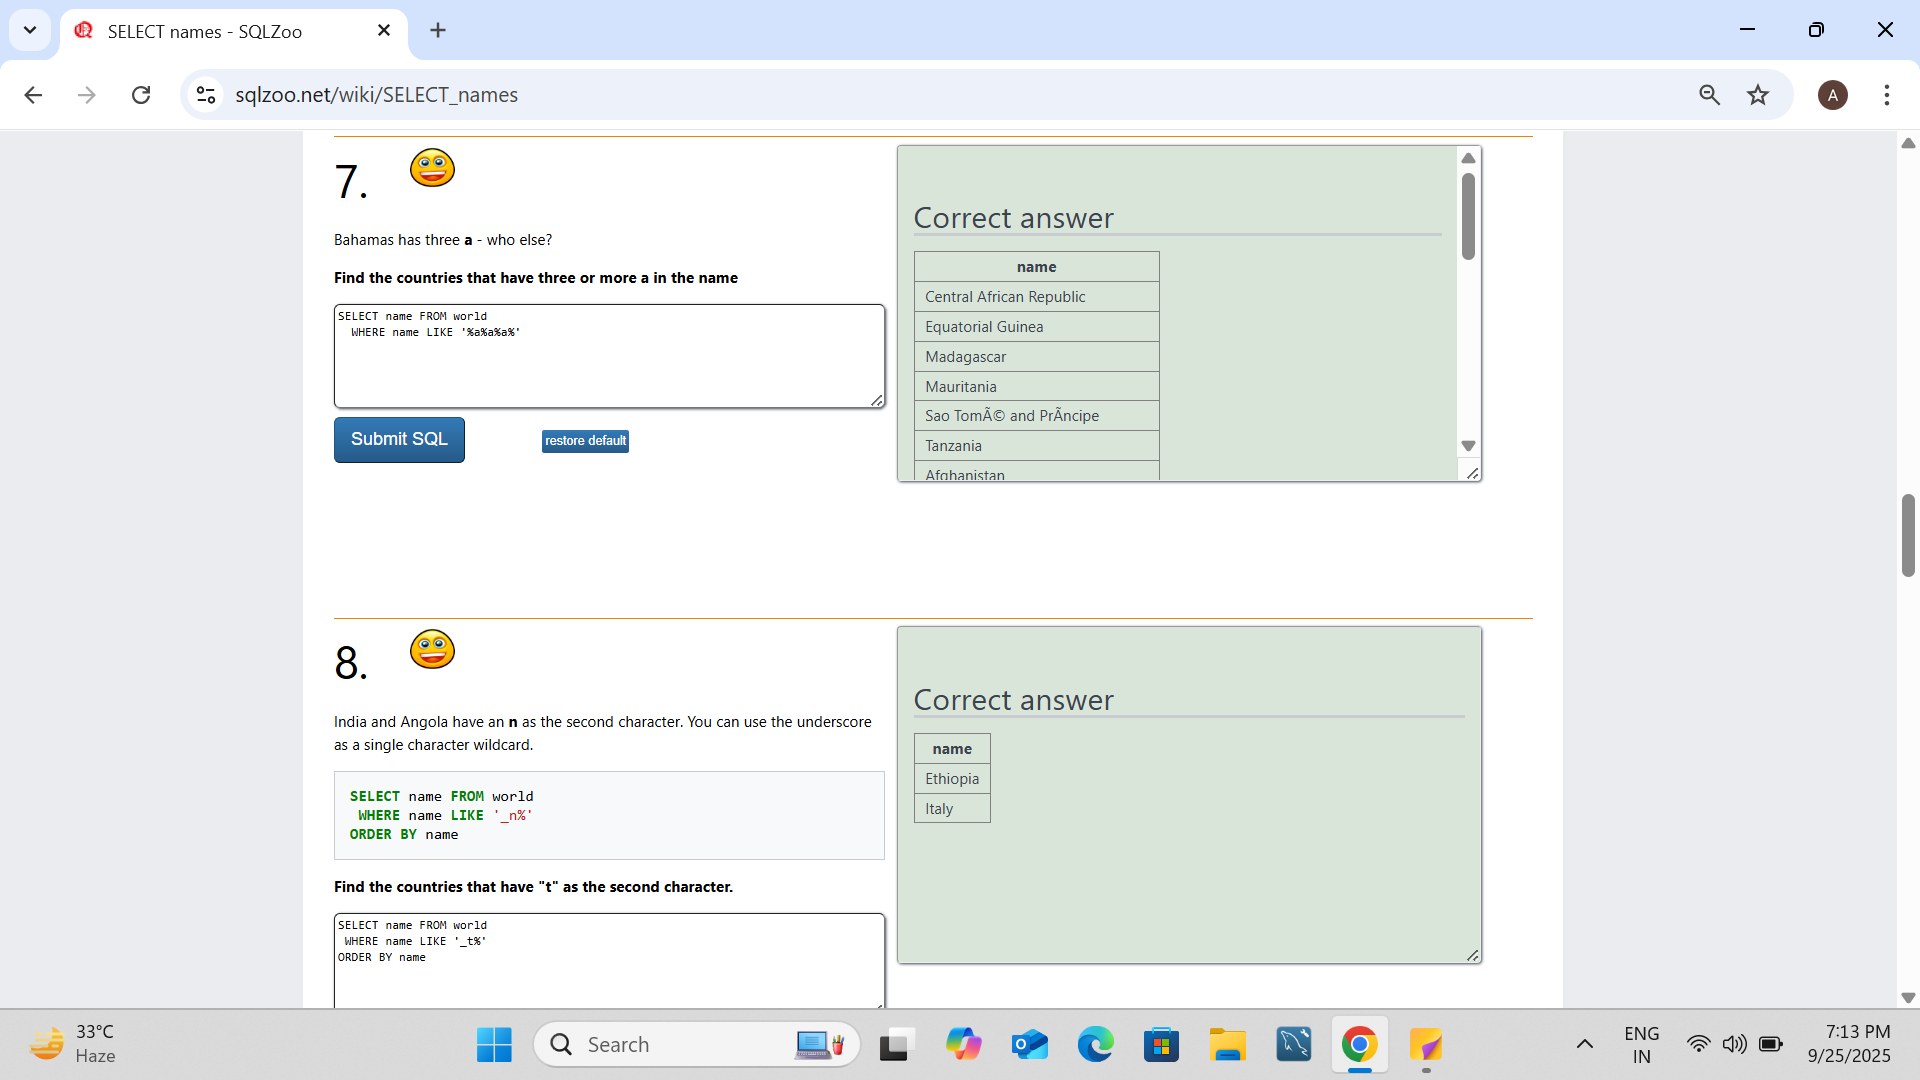 SELECT names - SQLZoo
sqlzoo.net/wiki/SELECT_names
A
7.
Bahamas has three a - who else?
Find the countries that have three or more a in the name
SELECT name FROM world
WHERE name LIKE '%a%a%a%'
Submit SQL
restore default
Correct answer
name
Central African Republic
Equatorial Guinea
Madagascar
Mauritania
Sao TomÃ© and PrÃncipe
Tanzania
Afghanistan
8.
India and Angola have an n as the second character. You can use the underscore
as a single character wildcard.
SELECT name FROM world
WHERE name LIKE '_n%'
ORDER BY name
Find the countries that have "t" as the second character.
SELECT name FROM world
WHERE name LIKE '_t%'
ORDER BY name
Correct answer
name
Ethiopia
Italy
33°C
Haze
Search
ENG
IN
7:13 PM
9/25/2025